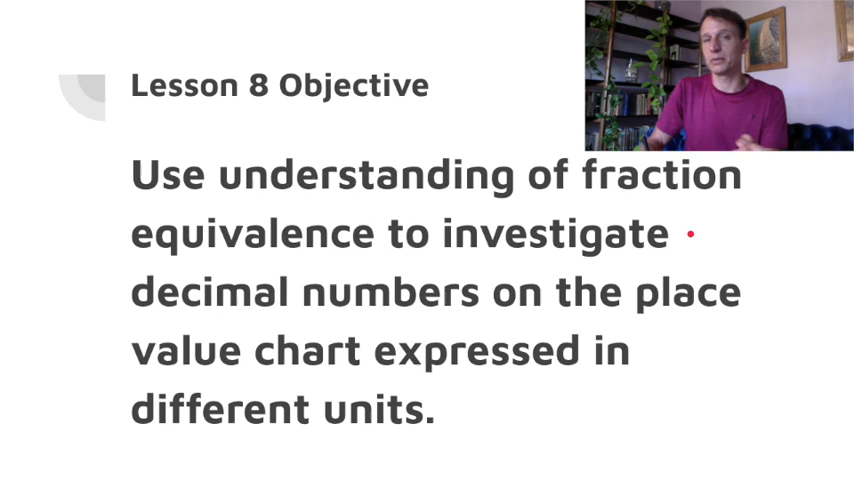 Lesson 8 Objective
Use understanding of fraction
equivalence to investigate
decimal numbers on the place
value chart expressed in
different units.